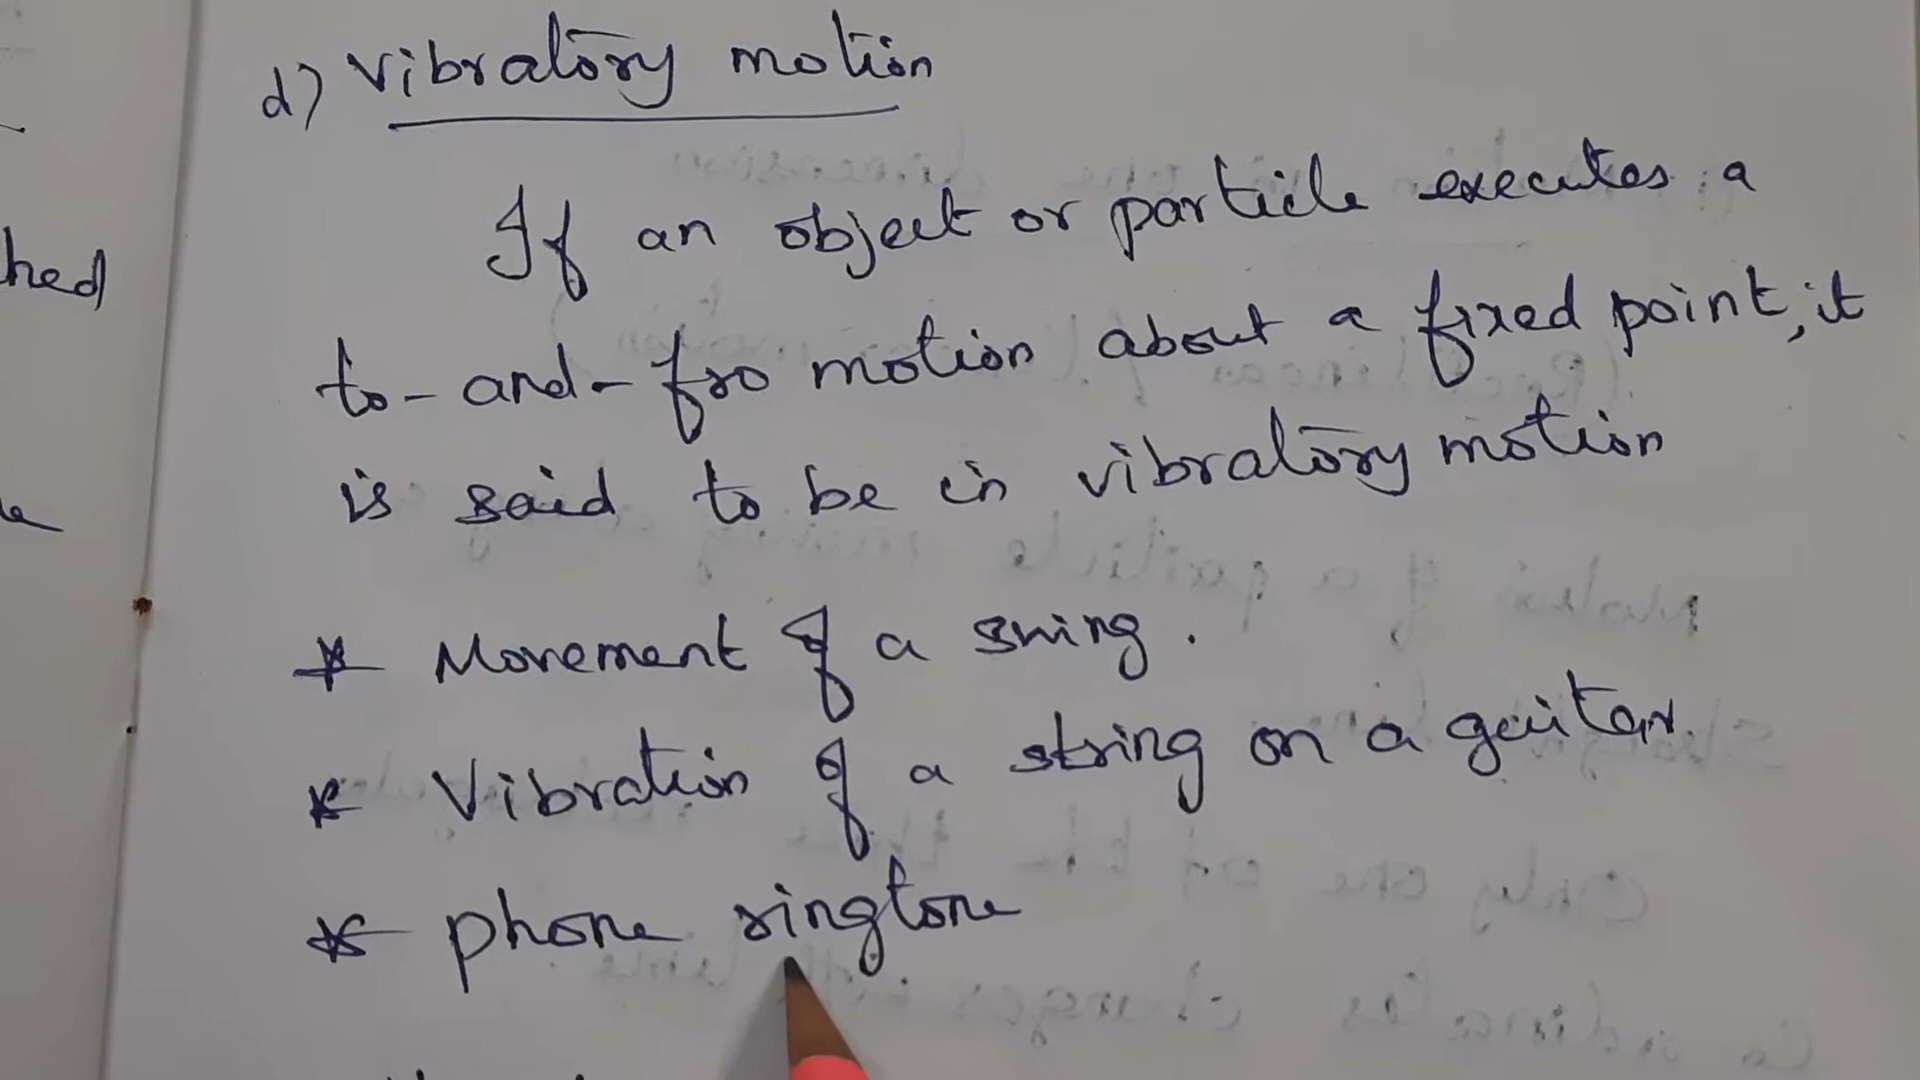 d) Vibratory motion
If an object or particle executes a
to-and-fro motion about a fixed point, it
is said to be in vibratory motion
* Movement of a swing.
* Vibration of a string on a guitar.
* phone ringtone
hed